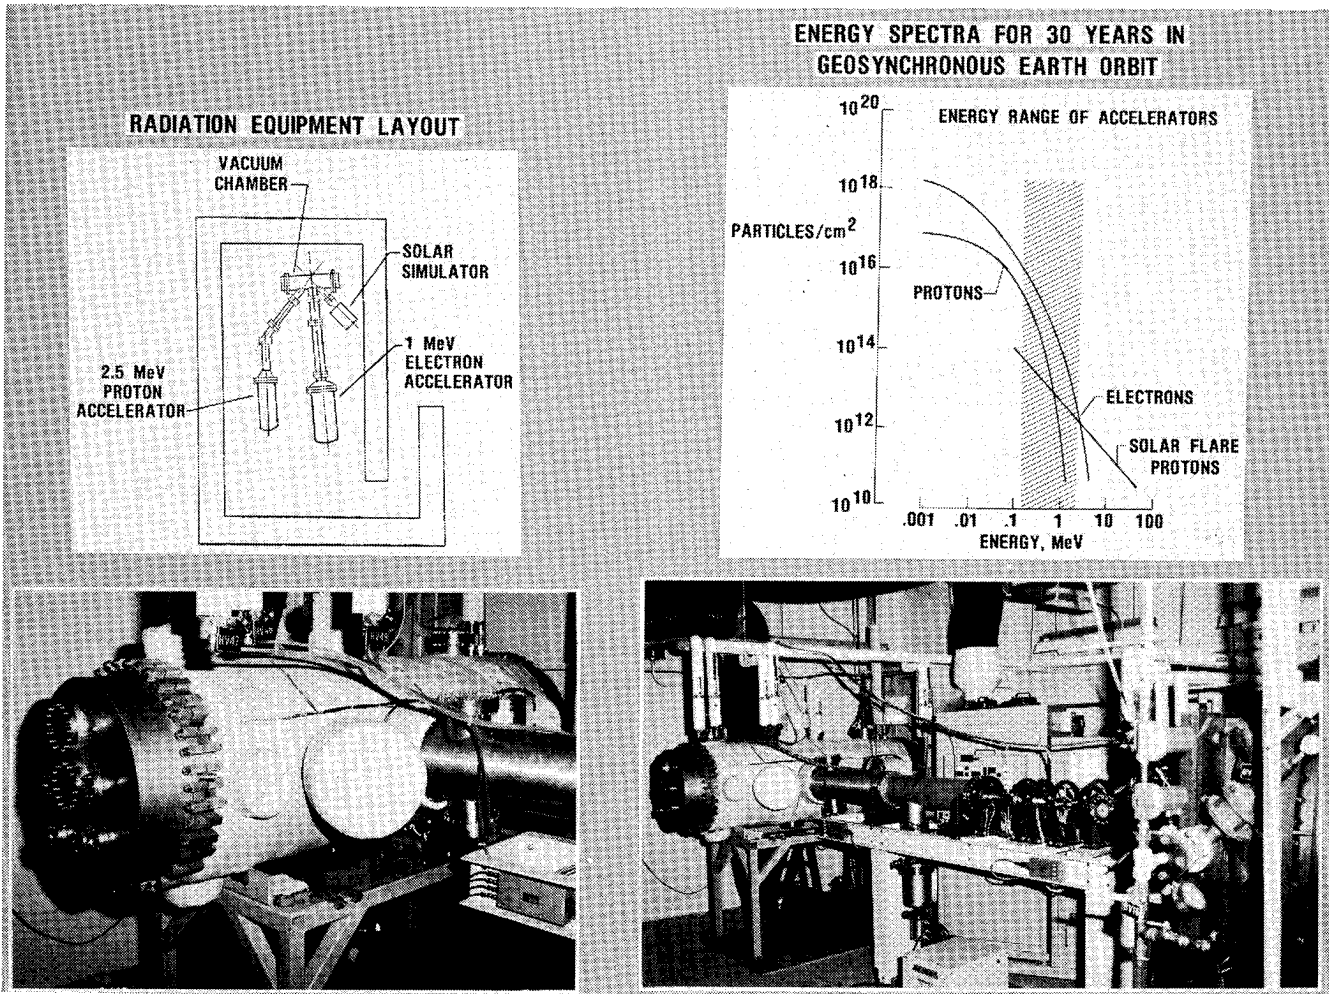 RADIATION EQUIPMENT LAYOUT
VACUUM
CHAMBER
SOLAR
SIMULATOR
1 MeV
ELECTRON
ACCELERATOR
2.5 MeV
PROTON
ACCELERATOR
ENERGY SPECTRA FOR 30 YEARS IN
GEOSYNCHRONOUS EARTH ORBIT
ENERGY RANGE OF ACCELERATORS
10^20
10^18
PARTICLES/cm^2
10^16
PROTONS
10^14
ELECTRONS
10^12
SOLAR FLARE
PROTONS
10^10
.001 .01 .1 1 10 100
ENERGY, MeV